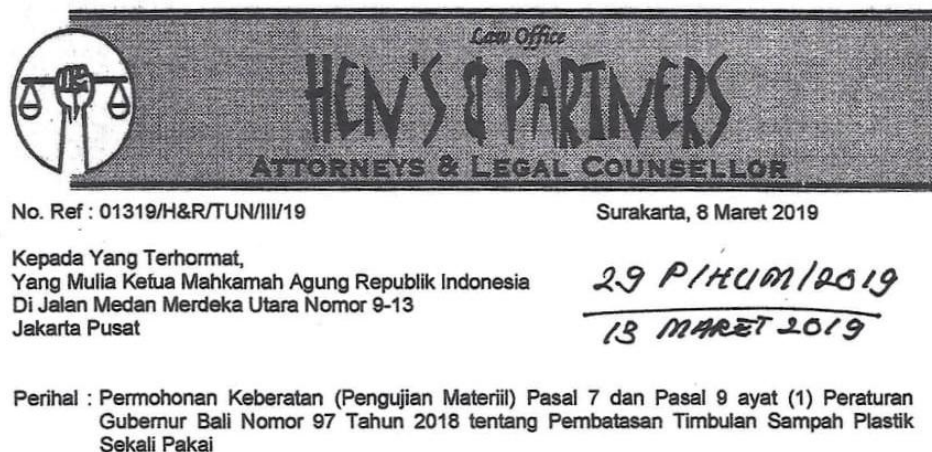 Law Office
HEN'S & PARTNERS
ATTORNEYS & LEGAL COUNSELLOR
No. Ref : 01319/H&R/TUN/III/19
Surakarta, 8 Maret 2019
Kepada Yang Terhormat,
Yang Mulia Ketua Mahkamah Agung Republik Indonesia
Di Jalan Medan Merdeka Utara Nomor 9-13
Jakarta Pusat
29 P/HUM/2019
13 MARET 2019
Perihal : Permohonan Keberatan (Pengujian Materiil) Pasal 7 dan Pasal 9 ayat (1) Peraturan
Gubernur Bali Nomor 97 Tahun 2018 tentang Pembatasan Timbulan Sampah Plastik
Sekali Pakai